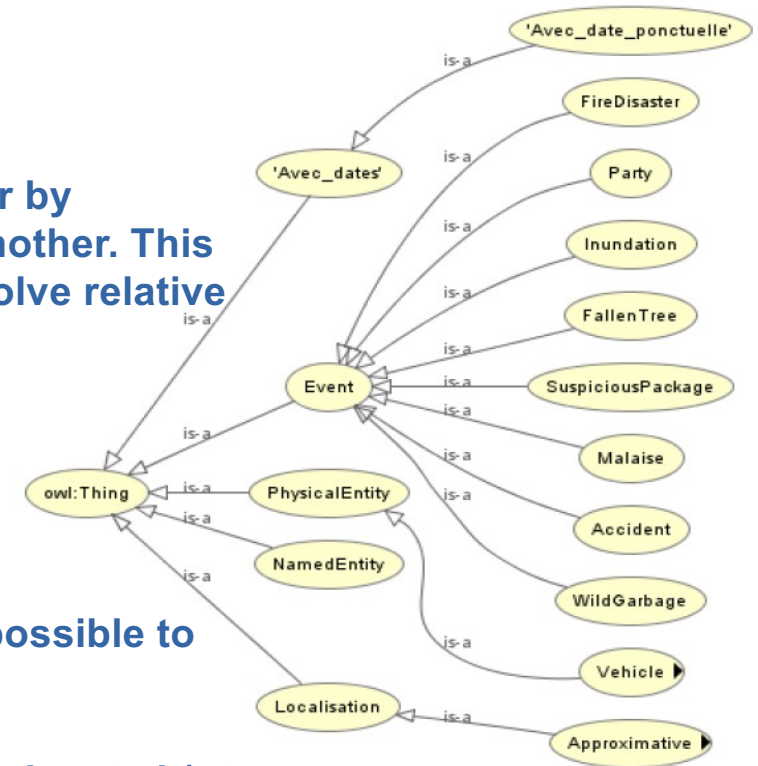 'Avec_date_ponctuelle'
is-a
FireDisaster
'Avec_dates'
is-a
Party
r by
nother. This
is-a
Inundation
olve relative
is-a
is-a
FallenTree
is-a
Event
is-a
SuspiciousPackage
is-a
is-a
Malaise
is-a
owl:Thing
is-a
PhysicalEntity
is-a
Accident
is-a
NamedEntity
is-a
WildGarbage
possible to
is-a
Vehicle
Localisation
is-a
Approximative